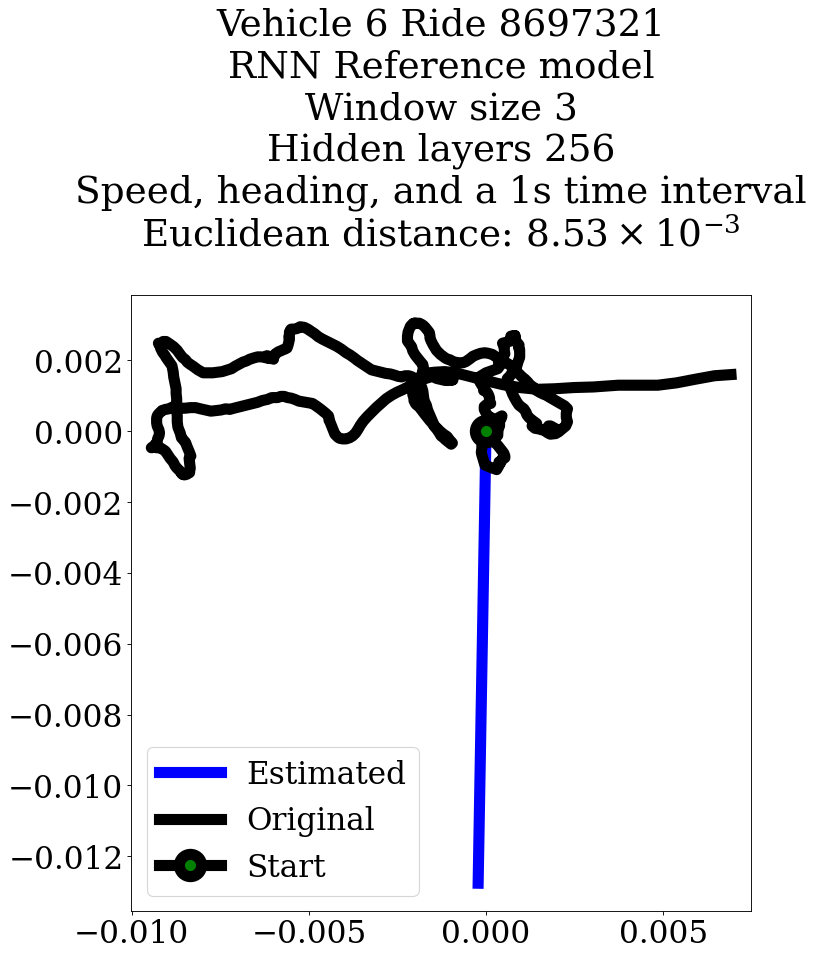 Vehicle 6 Ride 8697321
RNN Reference model
Window size 3
Hidden layers 256
Speed, heading, and a 1s time interval
Euclidean distance: 8.53 × 10⁻³
0.002
0.000
−0.002
−0.004
−0.006
−0.008
−0.010
−0.012
Estimated
Original
Start
−0.010
−0.005
0.000
0.005